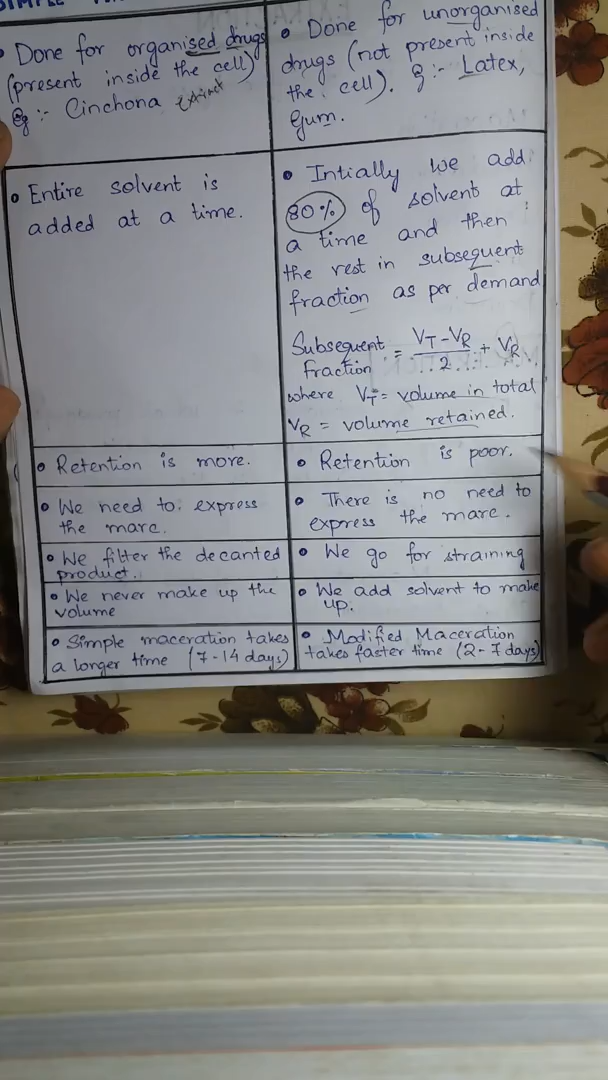 SIMPLE
• Done for organised drugs
(present inside the cell)
Eg :- Cinchona
• Done for unorganised
drugs (not present inside
the cell). Eg :- Latex,
Gum.
• Entire solvent is
added at a time.
• Intially we add
80% of solvent at
a time and then
the rest in subsequent
fraction as per demand
Subsequent fraction = (VT - VR)/2 + VR
where VT = volume in total
VR = volume retained.
• Retention is more.
• Retention is poor.
• We need to express
the marc.
• There is no need to
express the marc.
• We filter the decanted
product.
• We go for straining
• We never make up the
volume
• We add solvent to make
up.
• Simple maceration takes
a longer time (7-14 days)
• Modified Maceration
takes faster time (2-7 days)